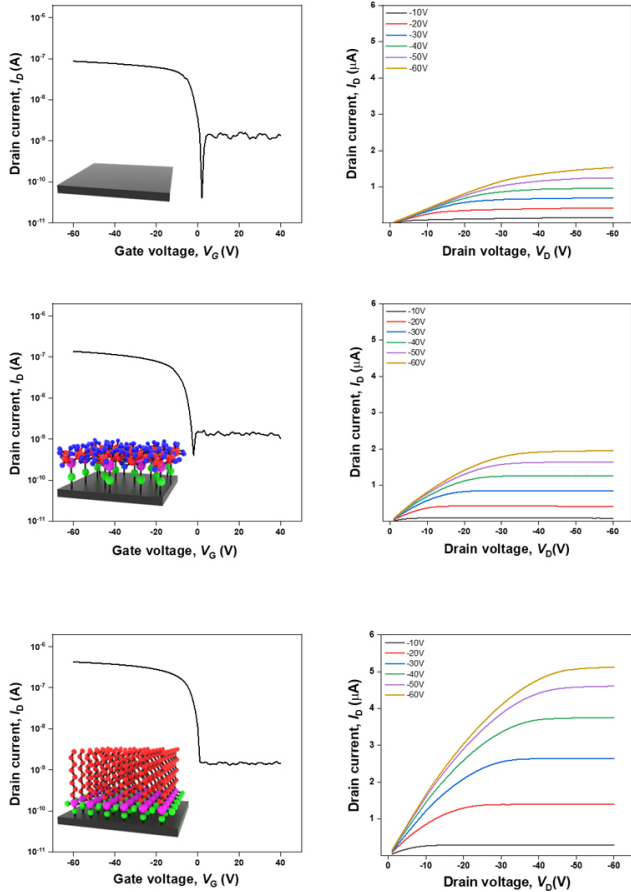 10⁻⁶
10⁻⁷
10⁻⁸
10⁻⁹
10⁻¹⁰
10⁻¹¹
Drain current, I_D (A)
-60 -40 -20 0 20 40
Gate voltage, V_G (V)
-10V
-20V
-30V
-40V
-50V
-60V
6
5
4
3
2
1
Drain current, I_D (μA)
0 -10 -20 -30 -40 -50 -60
Drain voltage, V_D (V)
10⁻⁶
10⁻⁷
10⁻⁸
10⁻⁹
10⁻¹⁰
10⁻¹¹
Drain current, I_D (A)
-60 -40 -20 0 20 40
Gate voltage, V_G (V)
-10V
-20V
-30V
-40V
-50V
-60V
6
5
4
3
2
1
Drain current, I_D (μA)
0 -10 -20 -30 -40 -50 -60
Drain voltage, V_D(V)
10⁻⁶
10⁻⁷
10⁻⁸
10⁻⁹
10⁻¹⁰
10⁻¹¹
Drain current, I_D (A)
-60 -40 -20 0 20 40
Gate voltage, V_G (V)
-10V
-20V
-30V
-40V
-50V
-60V
6
5
4
3
2
1
Drain current, I_D (μA)
0 -10 -20 -30 -40 -50 -60
Drain voltage, V_D(V)